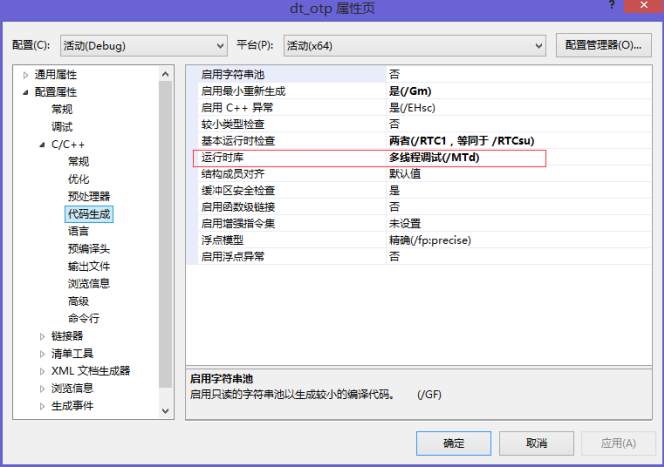 dt_otp 属性页
?
配置(C):
活动(Debug)
平台(P):
活动(x64)
配置管理器(O)...
通用属性
配置属性
常规
调试
C/C++
常规
优化
预处理器
代码生成
语言
预编译头
输出文件
浏览信息
高级
命令行
链接器
清单工具
XML 文档生成器
浏览信息
生成事件
启用字符串池 否
启用最小重新生成 是(/Gm)
启用 C++ 异常 是(/EHsc)
较小类型检查 否
基本运行时检查 两者(/RTC1，等同于 /RTCsu)
运行时库 多线程调试(/MTd)
结构成员对齐 默认值
缓冲区安全检查 是
启用函数级链接 否
启用增强指令集 未设置
浮点模型 精确(/fp:precise)
启用浮点异常 否
启用字符串池
启用只读的字符串池以生成较小的编译代码。 (/GF)
确定
取消
应用(A)